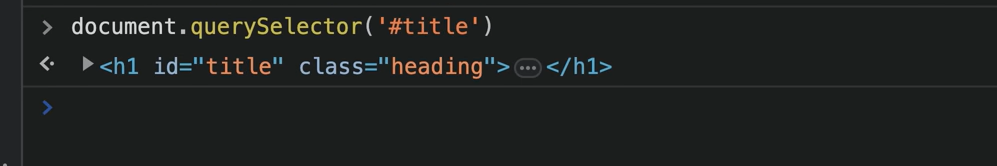 > document.querySelector('#title')
<h1 id="title" class="heading">…</h1>
>